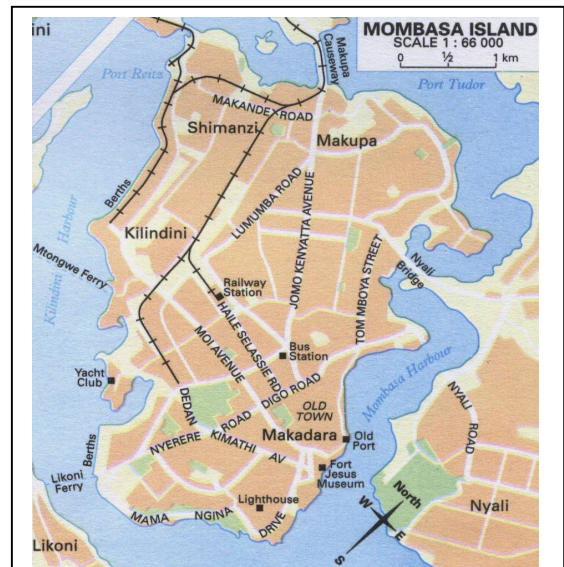 MOMBASA ISLAND
SCALE 1 : 66 000
0 ½ 1 km
ini
Port Reitz
Makupa
Causeway
Port Tudor
MAKANDE ROAD
Shimanzi
Makupa
Berths
LUMUMBA ROAD
Kilindini
JOMO KENYATTA AVENUE
TOM MBOYA STREET
Nyali
Bridge
Mtongwe Ferry
Kilindini Harbour
Railway
Station
HAILE SELASSIE RD
MOI AVENUE
Bus
Station
Mombasa Harbour
Yacht
Club
DEDAN KIMATHI AV
DIGO ROAD
NYERERE ROAD
OLD
TOWN
NYALI ROAD
Makadara
Old
Port
Berths
Likoni
Ferry
Fort
Jesus
Museum
Lighthouse
North
W
E
S
Nyali
MAMA NGINA DRIVE
Likoni